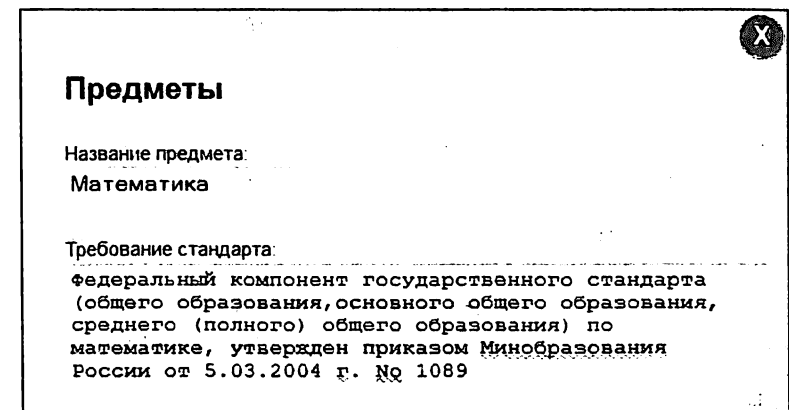 X
Предметы
Название предмета:
Математика
Требование стандарта:
Федеральный компонент государственного стандарта
(общего образования,основного общего образования,
среднего (полного) общего образования) по
математике, утвержден приказом Минобразования
России от 5.03.2004 г. № 1089